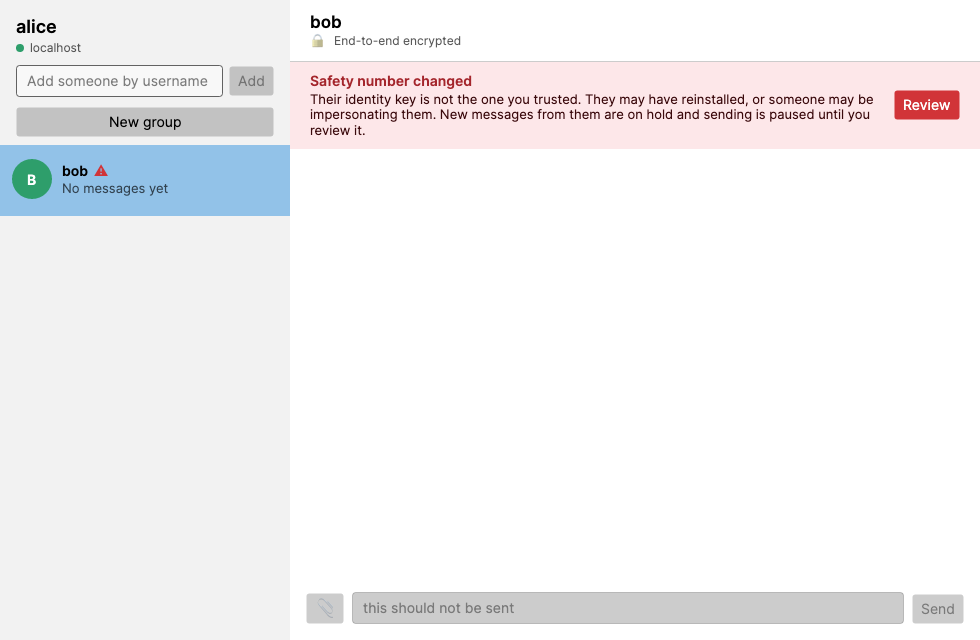 alice
localhost
Add someone by username
Add
New group
B
bob
No messages yet
bob
End-to-end encrypted
Safety number changed
Their identity key is not the one you trusted. They may have reinstalled, or someone may be
impersonating them. New messages from them are on hold and sending is paused until you
review it.
Review
this should not be sent
Send